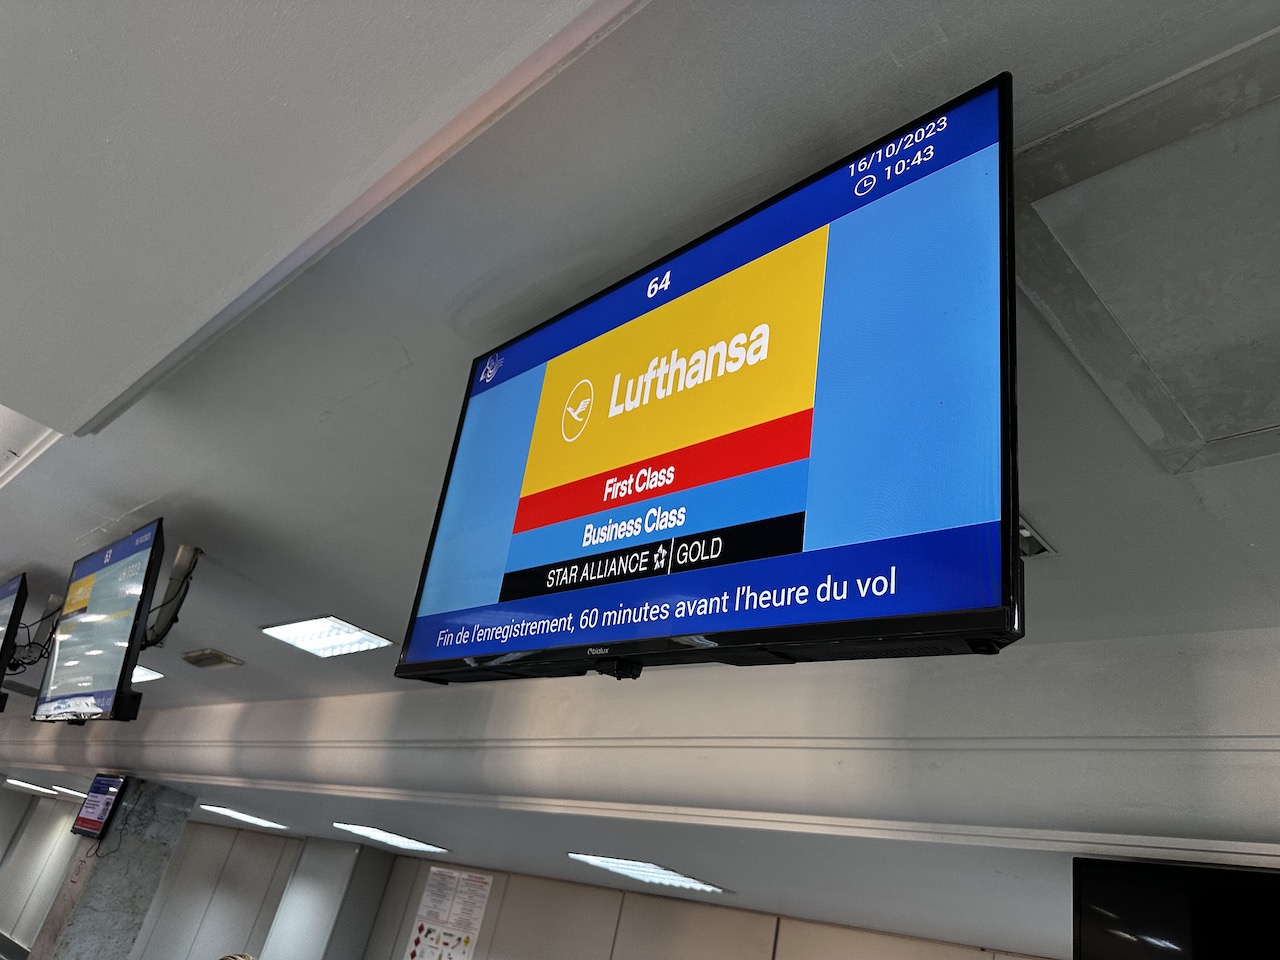 16/10/2023
10:43
64
Lufthansa
First Class
Business Class
STAR ALLIANCE GOLD
Fin de l'enregistrement, 60 minutes avant l'heure du vol
63